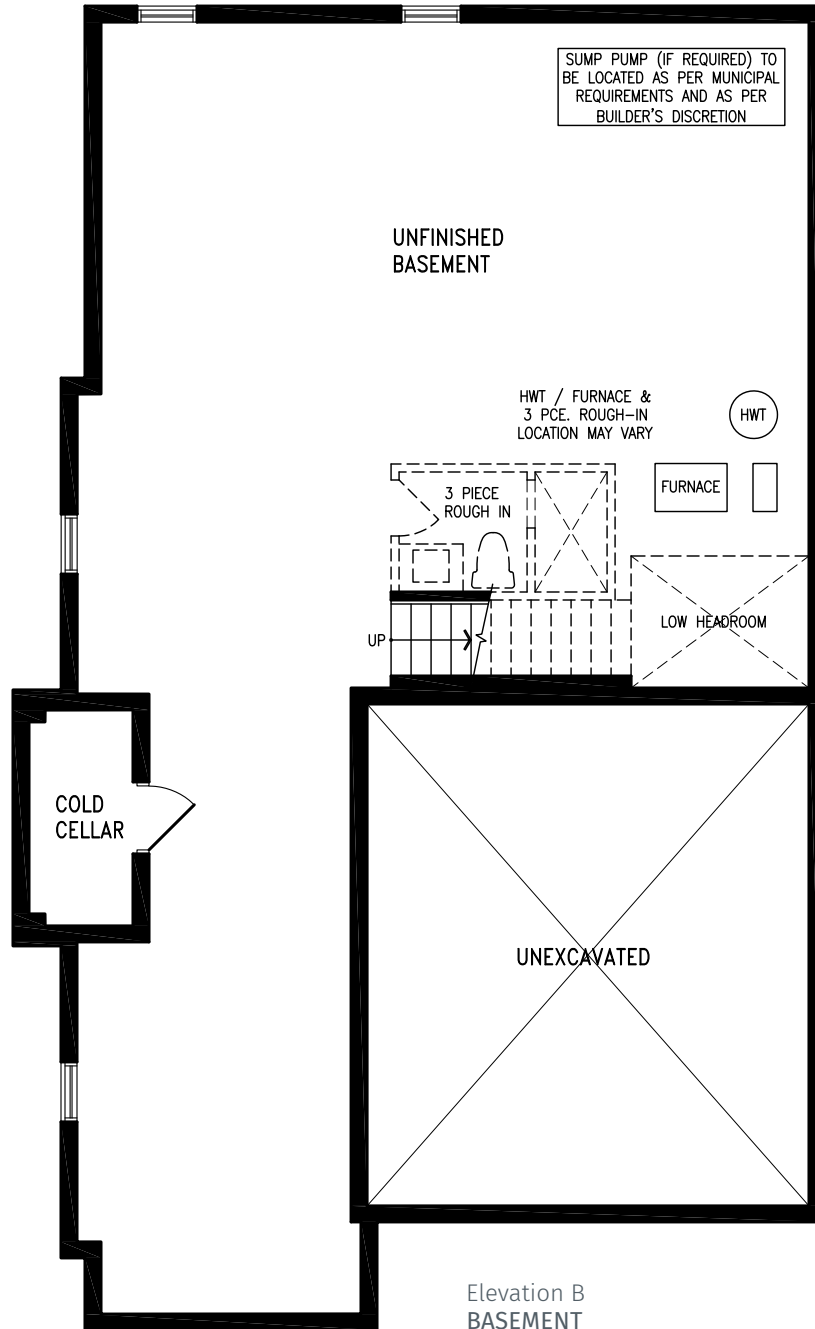 SUMP PUMP (IF REQUIRED) TO
BE LOCATED AS PER MUNICIPAL
REQUIREMENTS AND AS PER
BUILDER'S DISCRETION
UNFINISHED
BASEMENT
HWT / FURNACE &
3 PCE. ROUGH-IN
LOCATION MAY VARY
HWT
FURNACE
3 PIECE
ROUGH IN
LOW HEADROOM
UP
COLD
CELLAR
UNEXCAVATED
Elevation B
BASEMENT